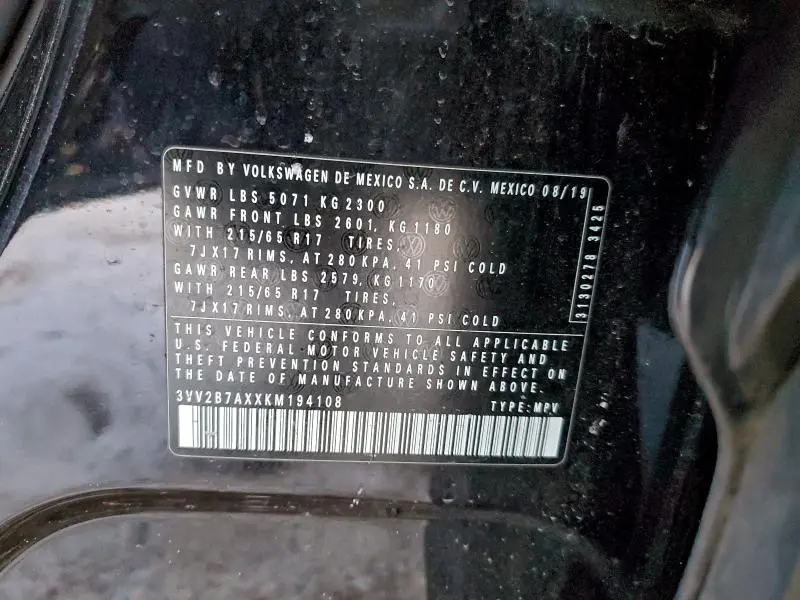 MFD BY VOLKSWAGEN DE MEXICO S.A. DE C.V. MEXICO 08/19
GVWR LBS 5071 KG 2300
GAWR FRONT LBS 2601, KG 1180
WITH 215/65 R17 TIRES,
7JX17 RIMS, AT 280 KPA, 41 PSI COLD
GAWR REAR LBS 2579, KG 1170
WITH 215/65 R17 TIRES,
7JX17 RIMS, AT 280 KPA, 41 PSI COLD
3130278 3425
THIS VEHICLE CONFORMS TO ALL APPLICABLE
U.S. FEDERAL MOTOR VEHICLE SAFETY AND
THEFT PREVENTION STANDARDS IN EFFECT ON
THE DATE OF MANUFACTURE SHOWN ABOVE.
3VV2B7AXXKM194108 TYPE: MPV